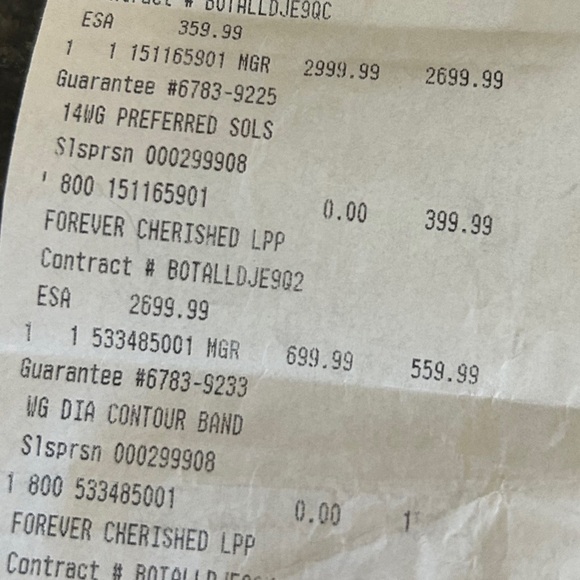 # BOTALLDJE9QC
ESA 359.99
1 1 151165901 MGR 2999.99 2699.99
Guarantee #6783-9225
14WG PREFERRED SOLS
Slsprsn 000299908
' 800 151165901 0.00 399.99
FOREVER CHERISHED LPP
Contract # BOTALLDJE9Q2
ESA 2699.99
1 1 533485001 MGR 699.99 559.99
Guarantee #6783-9233
WG DIA CONTOUR BAND
Slsprsn 000299908
1 800 533485001 0.00 1
FOREVER CHERISHED LPP
Contract #